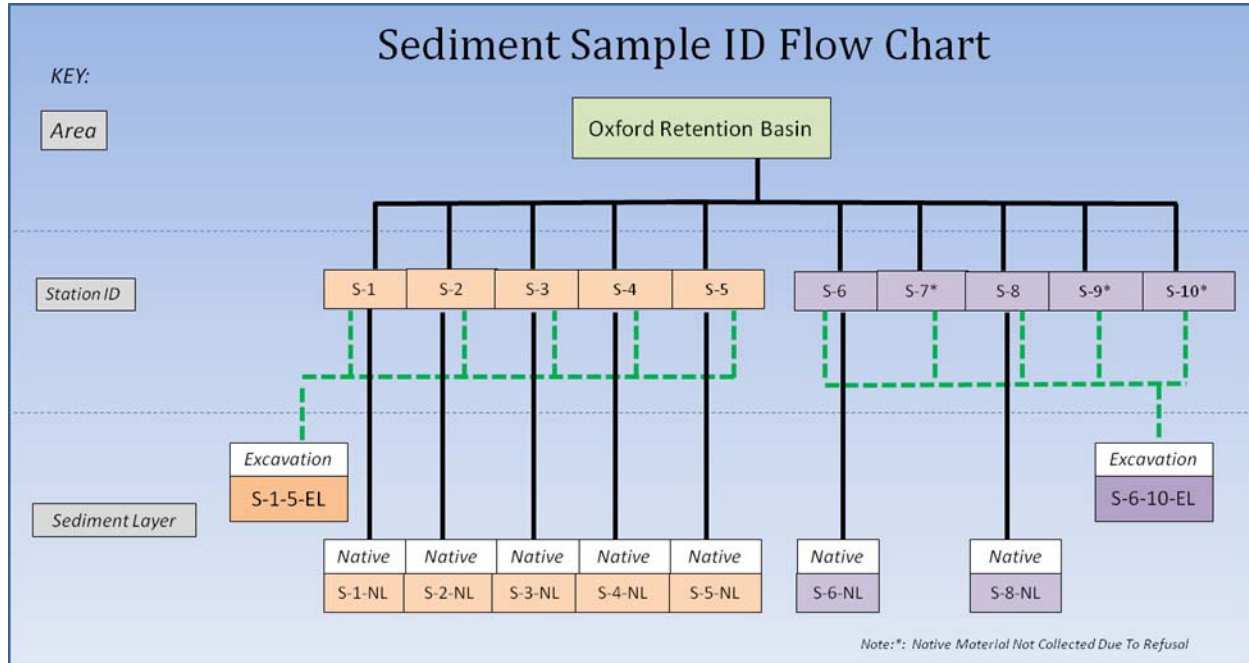 Sediment Sample ID Flow Chart
KEY:
Area
Oxford Retention Basin
Station ID
S-1 S-2 S-3 S-4 S-5 S-6 S-7* S-8 S-9* S-10*
Excavation Excavation
S-1-5-EL S-6-10-EL
Sediment Layer
Native Native Native Native Native Native Native
S-1-NL S-2-NL S-3-NL S-4-NL S-5-NL S-6-NL S-8-NL
Note:*: Native Material Not Collected Due To Refusal